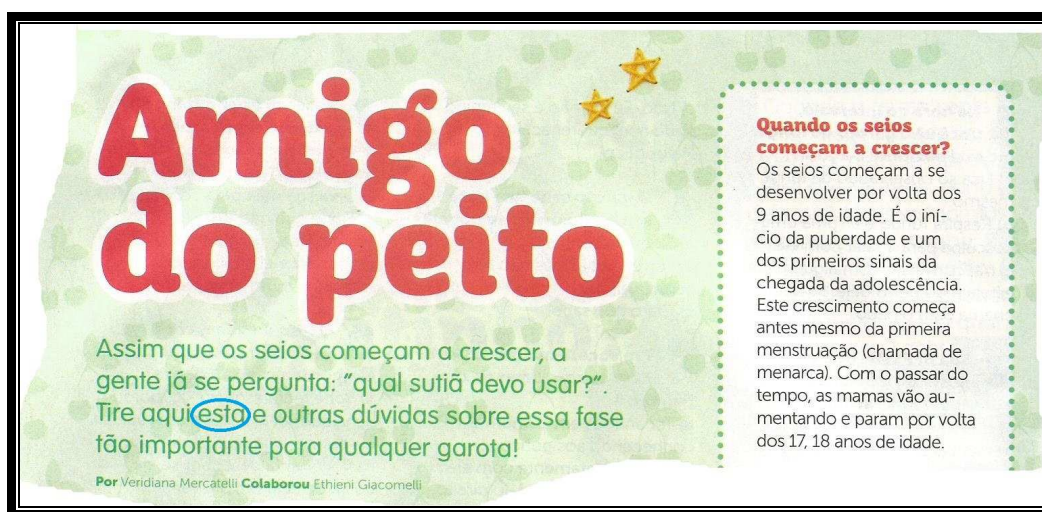 Amigo
do peito
Assim que os seios começam a crescer, a
gente já se pergunta: “qual sutiã devo usar?”.
Tire aqui esta e outras dúvidas sobre essa fase
tão importante para qualquer garota!
Por Veridiana Mercatelli Colaborou Ethieni Giacomelli
Quando os seios
começam a crescer?
Os seios começam a se
desenvolver por volta dos
9 anos de idade. É o iní-
cio da puberdade e um
dos primeiros sinais da
chegada da adolescência.
Este crescimento começa
antes mesmo da primeira
menstruação (chamada de
menarca). Com o passar do
tempo, as mamas vão au-
mentando e param por volta
dos 17, 18 anos de idade.